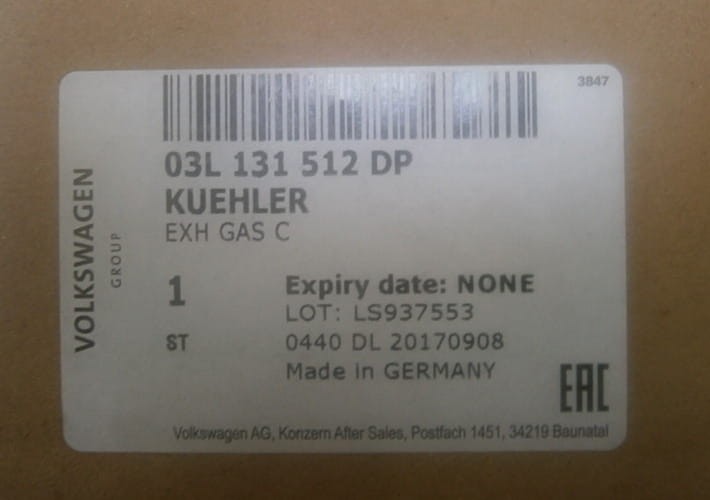 3847
VOLKSWAGEN
GROUP
03L 131 512 DP
KUEHLER
EXH GAS C
1 Expiry date: NONE
LOT: LS937553
ST 0440 DL 20170908
Made in GERMANY
EAC
Volkswagen AG, Konzern After Sales, Postfach 1451, 34219 Baunatal